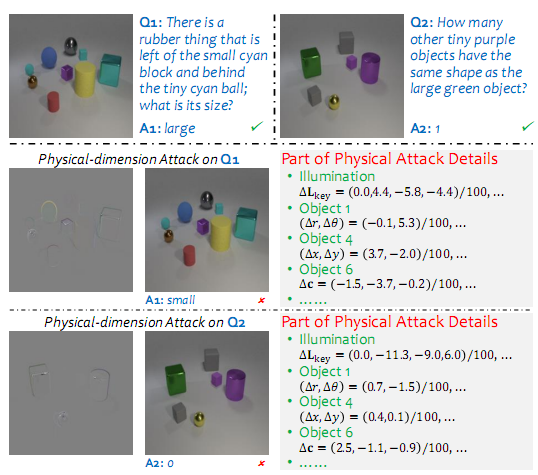 Q1: There is a
rubber thing that is
left of the small cyan
block and behind
the tiny cyan ball;
what is its size?
A1: large ✓
Q2: How many
other tiny purple
objects have the
same shape as the
large green object?
A2: 1 ✓
Physical-dimension Attack on Q1
A1: small ×
Part of Physical Attack Details
• Illumination
ΔL_key = (0.0,4.4, −5.8, −4.4)/100, …
• Object 1
(Δr, Δθ) = (−0.1, 5.3)/100, …
• Object 4
(Δx, Δy) = (3.7, −2.0)/100, …
• Object 6
Δc = (−1.5, −3.7, −0.2)/100, …
• ……
Physical-dimension Attack on Q2
A2: 0 ×
Part of Physical Attack Details
• Illumination
ΔL_key = (0.0, −11.3, −9.0,6.0)/100, …
• Object 1
(Δr, Δθ) = (0.7, −1.5)/100, …
• Object 4
(Δx, Δy) = (0.4,0.1)/100, …
• Object 6
Δc = (2.5, −1.1, −0.9)/100, …
• ……